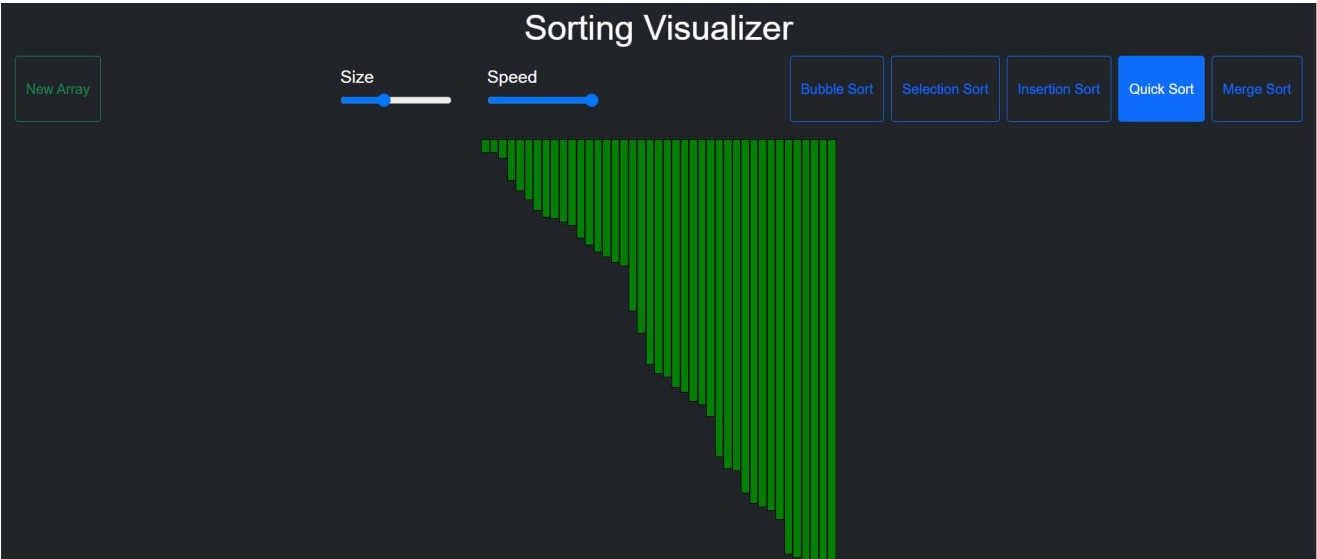 Sorting Visualizer
New Array
Size
Speed
Bubble Sort
Selection Sort
Insertion Sort
Quick Sort
Merge Sort